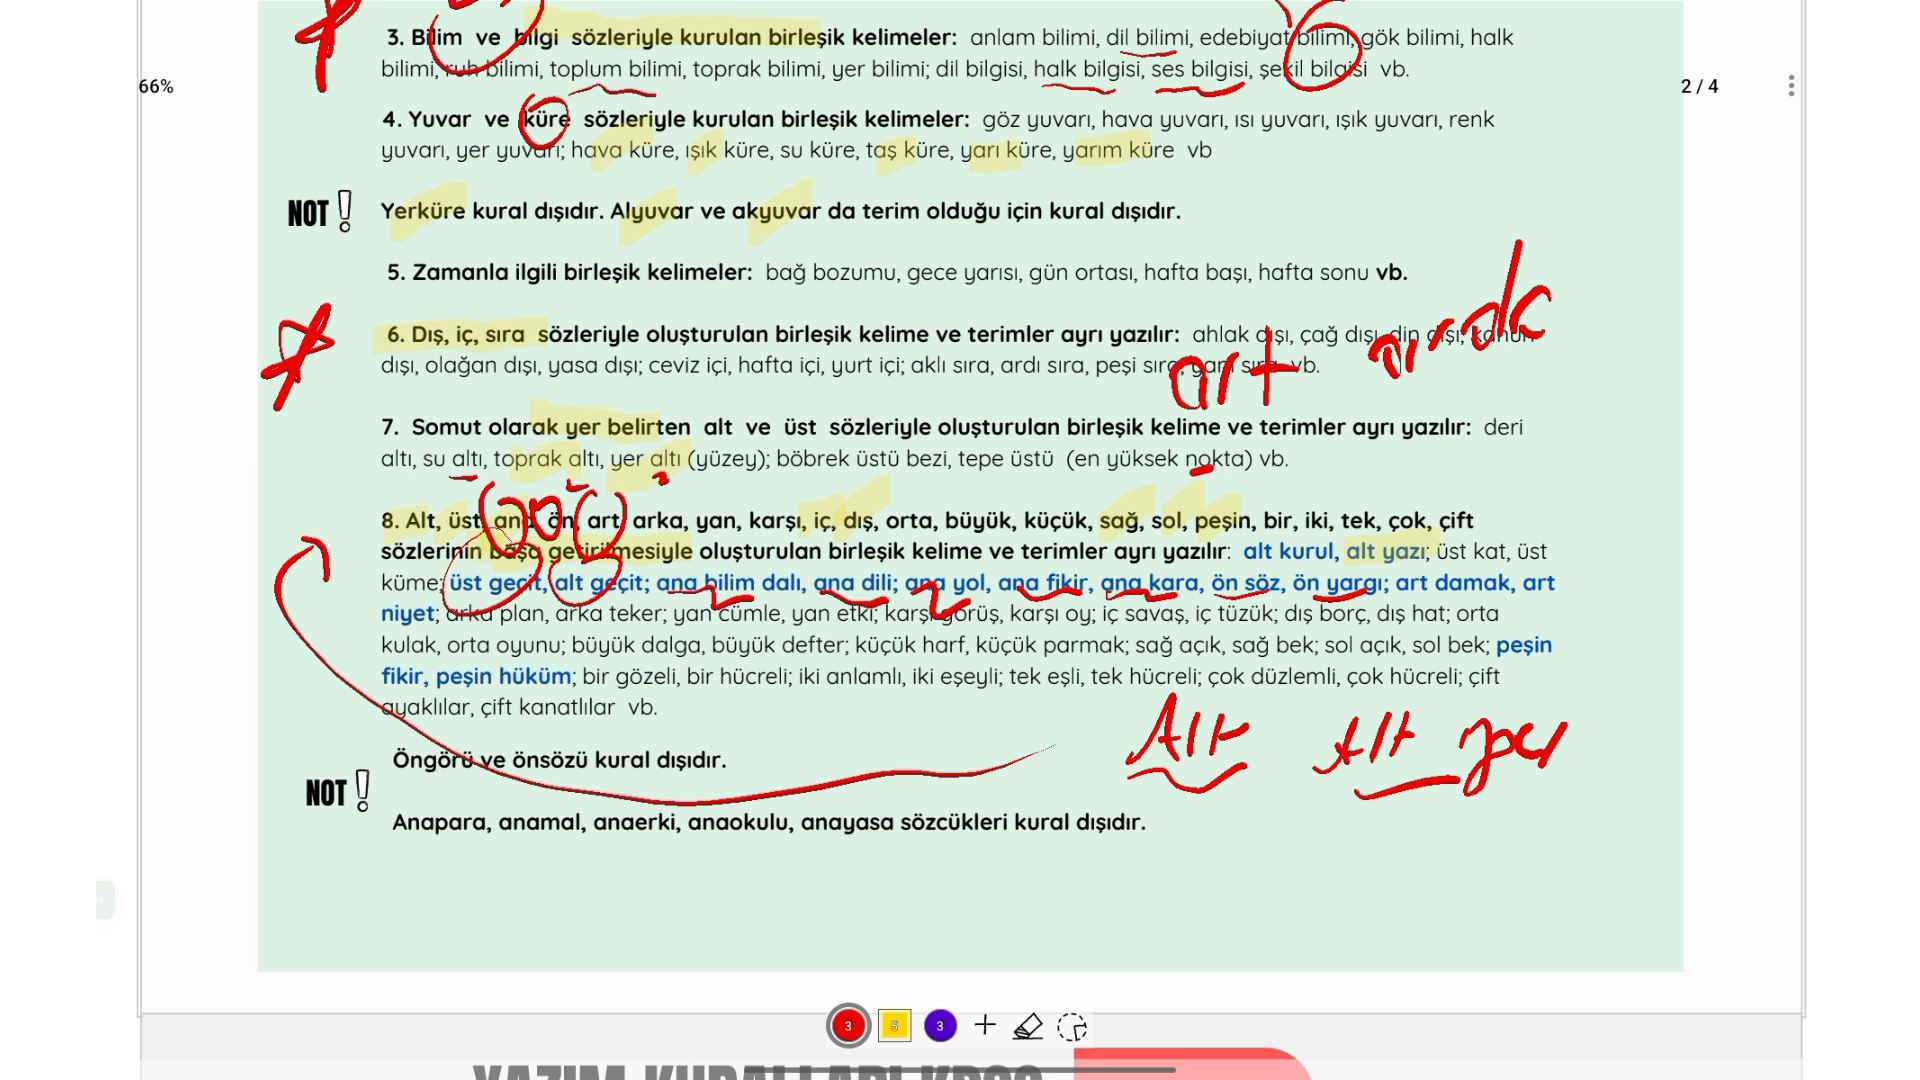 3. Bilim ve bilgi sözleriyle kurulan birleşik kelimeler: anlam bilimi, dil bilimi, edebiyat bilimi, gök bilimi, halk
bilimi, ruh bilimi, toplum bilimi, toprak bilimi, yer bilimi; dil bilgisi, halk bilgisi, ses bilgisi, şekil bilgisi vb.
66%
2 / 4
4. Yuvar ve küre sözleriyle kurulan birleşik kelimeler: göz yuvarı, hava yuvarı, ısı yuvarı, ışık yuvarı, renk
yuvarı, yer yuvarı; hava küre, ışık küre, su küre, taş küre, yarı küre, yarım küre vb
NOT! Yerküre kural dışıdır. Alyuvar ve akyuvar da terim olduğu için kural dışıdır.
5. Zamanla ilgili birleşik kelimeler: bağ bozumu, gece yarısı, gün ortası, hafta başı, hafta sonu vb.
6. Dış, iç, sıra sözleriyle oluşturulan birleşik kelime ve terimler ayrı yazılır: ahlak dışı, çağ dışı, din dışı, kanun
dışı, olağan dışı, yasa dışı; ceviz içi, hafta içi, yurt içi; aklı sıra, ardı sıra, peşi sıra, yanı sıra vb.
art
7. Somut olarak yer belirten alt ve üst sözleriyle oluşturulan birleşik kelime ve terimler ayrı yazılır: deri
altı, su altı, toprak altı, yer altı (yüzey); böbrek üstü bezi, tepe üstü (en yüksek nokta) vb.
8. Alt, üst, ana, ön, art, arka, yan, karşı, iç, dış, orta, büyük, küçük, sağ, sol, peşin, bir, iki, tek, çok, çift
sözlerinin başa getirilmesiyle oluşturulan birleşik kelime ve terimler ayrı yazılır: alt kurul, alt yazı; üst kat, üst
küme; üst geçit, alt geçit; ana bilim dalı, ana dili; ana yol, ana fikir, ana kara, ön söz, ön yargı; art damak, art
niyet; arka plan, arka teker; yan cümle, yan etki; karşı görüş, karşı oy; iç savaş, iç tüzük; dış borç, dış hat; orta
kulak, orta oyunu; büyük dalga, büyük defter; küçük harf, küçük parmak; sağ açık, sağ bek; sol açık, sol bek; peşin
fikir, peşin hüküm; bir gözeli, bir hücreli; iki anlamlı, iki eşeyli; tek eşli, tek hücreli; çok düzlemli, çok hücreli; çift
ayaklılar, çift kanatlılar vb.
Alt Alt
Öngörü ve önsözü kural dışıdır.
NOT!
Anapara, anamal, anaerki, anaokulu, anayasa sözcükleri kural dışıdır.
3 5 3